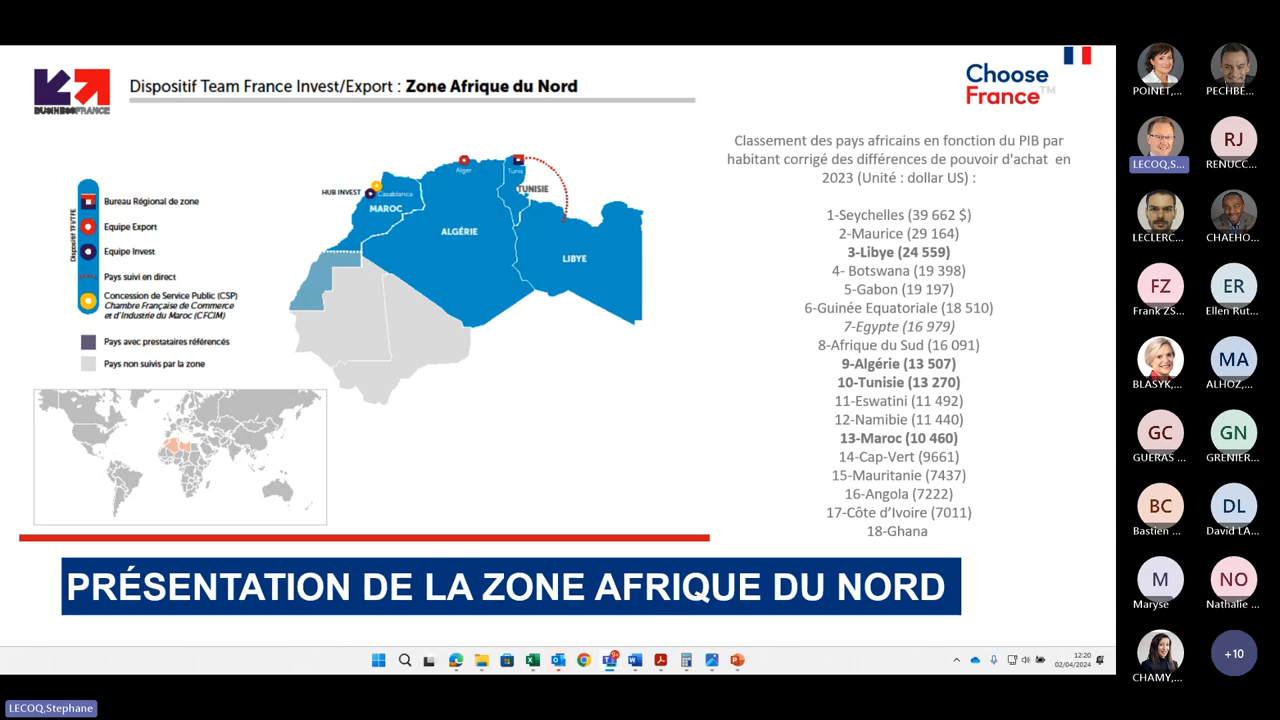 BUSINESSFRANCE
Dispositif Team France Invest/Export : Zone Afrique du Nord
Choose
France™
Dispositif TFI/TFE
Bureau Régional de zone
Equipe Export
Equipe Invest
Pays suivi en direct
Concession de Service Public (CSP)
Chambre Française de Commerce
et d'Industrie du Maroc (CFCIM)
Pays avec prestataires référencés
Pays non suivis par la zone
HUB INVEST
Casablanca
MAROC
Alger
ALGÉRIE
Tunis
TUNISIE
LIBYE
Classement des pays africains en fonction du PIB par
habitant corrigé des différences de pouvoir d'achat en
2023 (Unité : dollar US) :
1-Seychelles (39 662 $)
2-Maurice (29 164)
3-Libye (24 559)
4- Botswana (19 398)
5-Gabon (19 197)
6-Guinée Equatoriale (18 510)
7-Egypte (16 979)
8-Afrique du Sud (16 091)
9-Algérie (13 507)
10-Tunisie (13 270)
11-Eswatini (11 492)
12-Namibie (11 440)
13-Maroc (10 460)
14-Cap-Vert (9661)
15-Mauritanie (7437)
16-Angola (7222)
17-Côte d’Ivoire (7011)
18-Ghana
PRÉSENTATION DE LA ZONE AFRIQUE DU NORD
12:20
02/04/2024
9+
POINET,...
PECHBE...
LECOQ,S...
RJ
RENUCC...
LECLERC...
CHAEHO...
FZ
Frank ZS...
ER
Ellen Rut...
BLASYK,...
MA
ALHOZ,...
GC
GUERAS ...
GN
GRENIER...
BC
Bastien ...
DL
David LA...
M
Maryse
NO
Nathalie ...
CHAMY,...
+10
LECOQ,Stephane